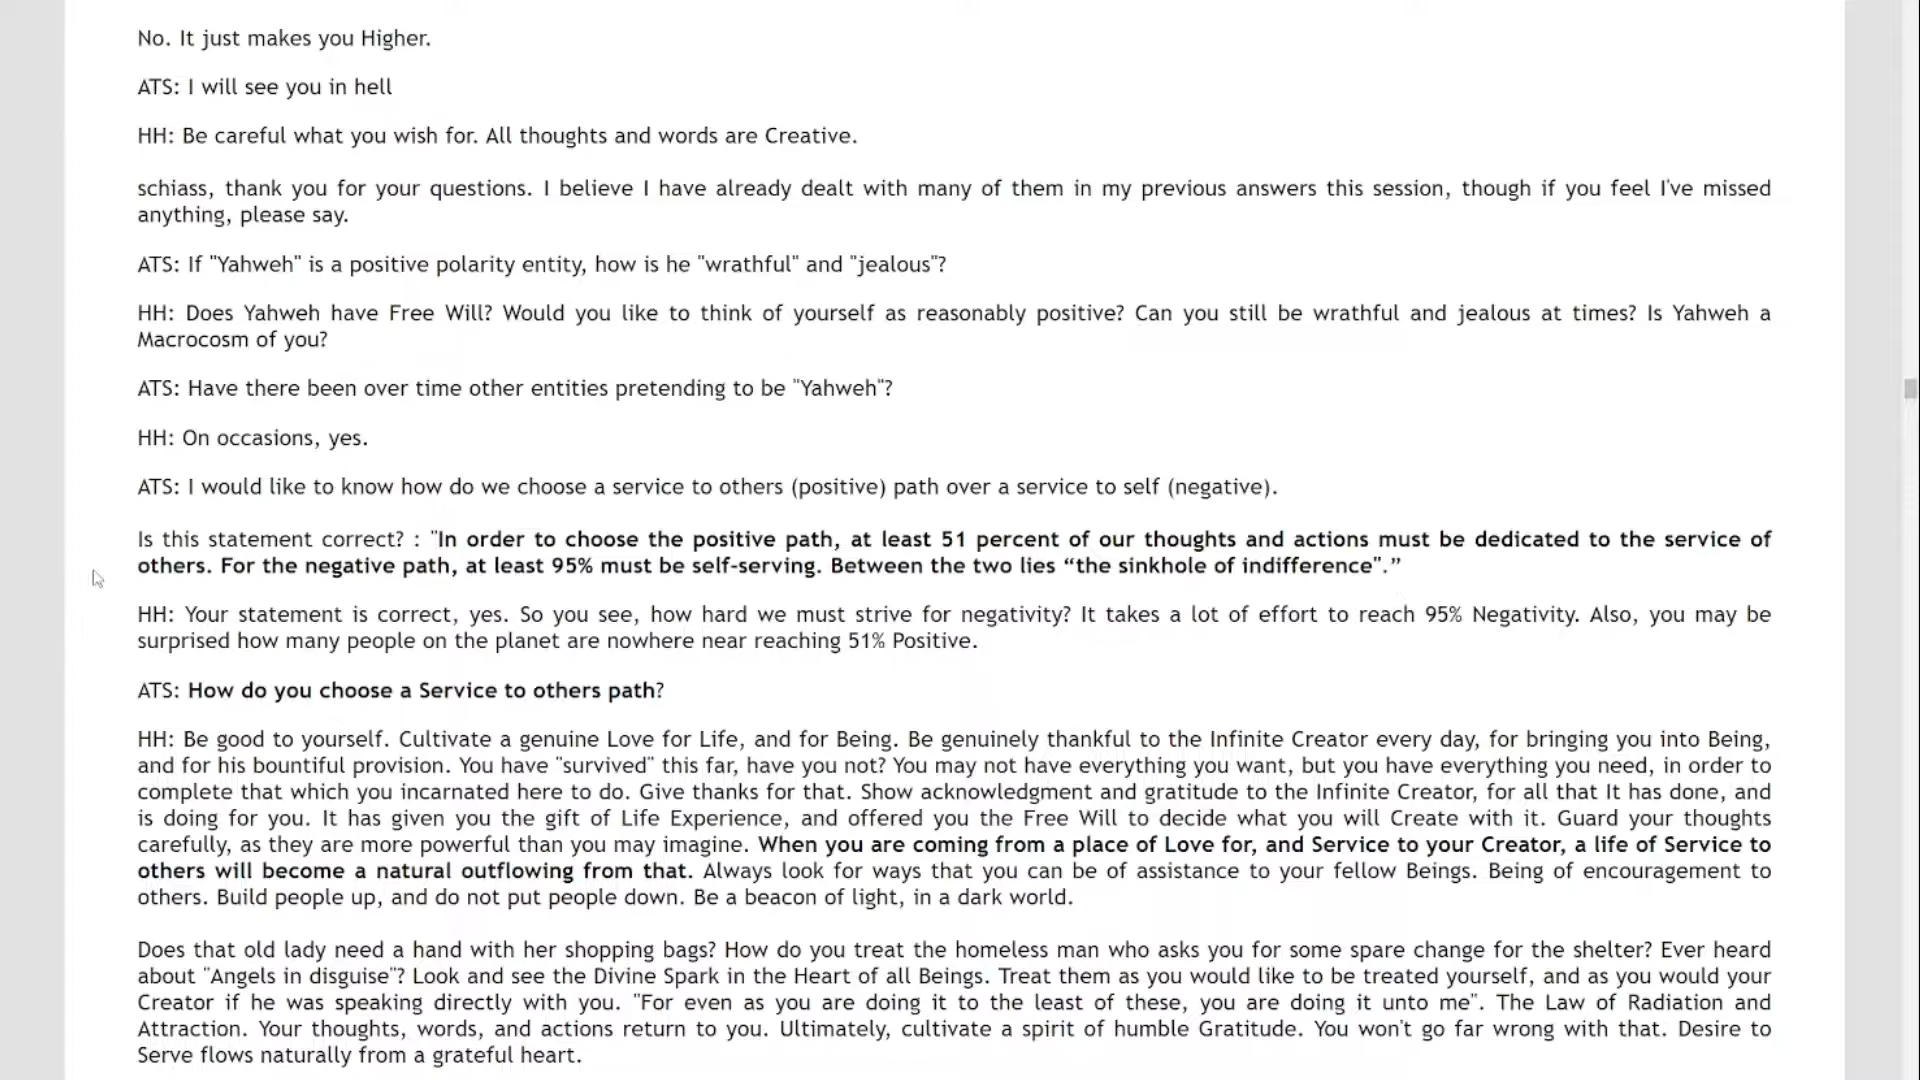 No. It just makes you Higher.
ATS: I will see you in hell
HH: Be careful what you wish for. All thoughts and words are Creative.
schiass, thank you for your questions. I believe I have already dealt with many of them in my previous answers this session, though if you feel I've missed
anything, please say.
ATS: If "Yahweh" is a positive polarity entity, how is he "wrathful" and "jealous"?
HH: Does Yahweh have Free Will? Would you like to think of yourself as reasonably positive? Can you still be wrathful and jealous at times? Is Yahweh a
Macrocosm of you?
ATS: Have there been over time other entities pretending to be "Yahweh"?
HH: On occasions, yes.
ATS: I would like to know how do we choose a service to others (positive) path over a service to self (negative).
Is this statement correct? : "In order to choose the positive path, at least 51 percent of our thoughts and actions must be dedicated to the service of
others. For the negative path, at least 95% must be self-serving. Between the two lies “the sinkhole of indifference".”
HH: Your statement is correct, yes. So you see, how hard we must strive for negativity? It takes a lot of effort to reach 95% Negativity. Also, you may be
surprised how many people on the planet are nowhere near reaching 51% Positive.
ATS: How do you choose a Service to others path?
HH: Be good to yourself. Cultivate a genuine Love for Life, and for Being. Be genuinely thankful to the Infinite Creator every day, for bringing you into Being,
and for his bountiful provision. You have "survived" this far, have you not? You may not have everything you want, but you have everything you need, in order to
complete that which you incarnated here to do. Give thanks for that. Show acknowledgment and gratitude to the Infinite Creator, for all that It has done, and
is doing for you. It has given you the gift of Life Experience, and offered you the Free Will to decide what you will Create with it. Guard your thoughts
carefully, as they are more powerful than you may imagine. When you are coming from a place of Love for, and Service to your Creator, a life of Service to
others will become a natural outflowing from that. Always look for ways that you can be of assistance to your fellow Beings. Being of encouragement to
others. Build people up, and do not put people down. Be a beacon of light, in a dark world.
Does that old lady need a hand with her shopping bags? How do you treat the homeless man who asks you for some spare change for the shelter? Ever heard
about "Angels in disguise"? Look and see the Divine Spark in the Heart of all Beings. Treat them as you would like to be treated yourself, and as you would your
Creator if he was speaking directly with you. "For even as you are doing it to the least of these, you are doing it unto me". The Law of Radiation and
Attraction. Your thoughts, words, and actions return to you. Ultimately, cultivate a spirit of humble Gratitude. You won't go far wrong with that. Desire to
Serve flows naturally from a grateful heart.